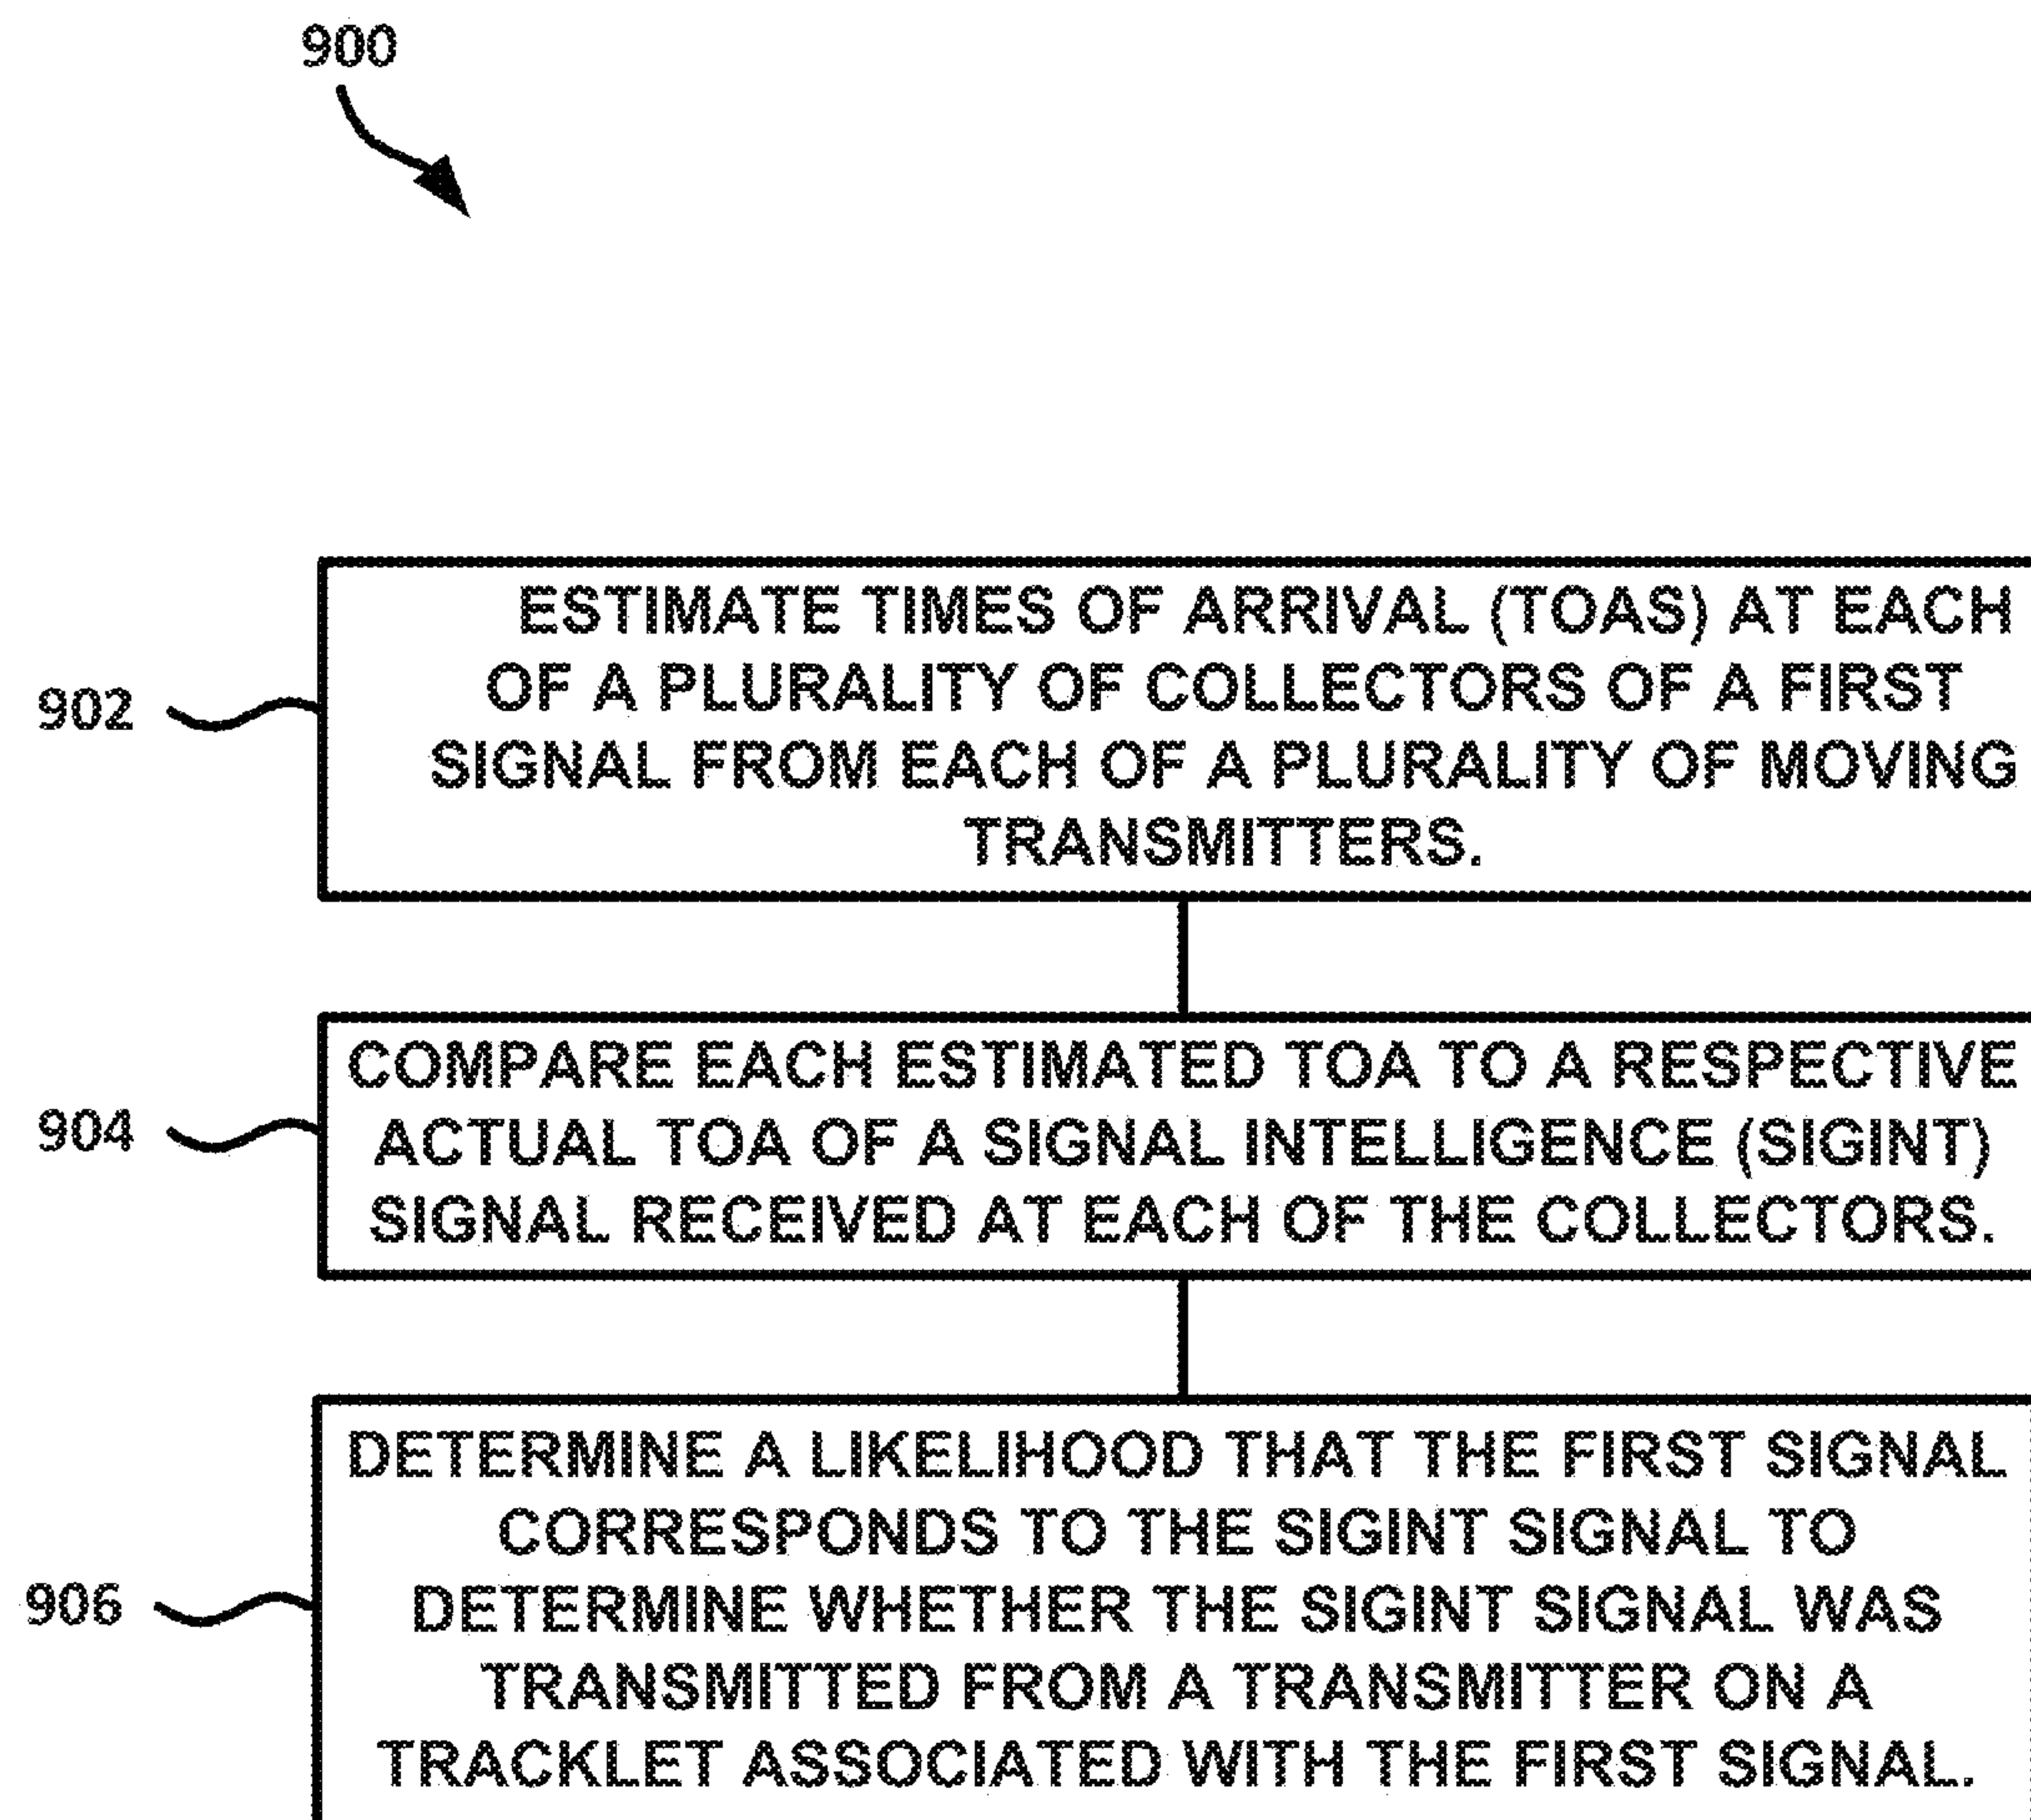 900
902
ESTIMATE TIMES OF ARRIVAL (TOAS) AT EACH
OF A PLURALITY OF COLLECTORS OF A FIRST
SIGNAL FROM EACH OF A PLURALITY OF MOVING
TRANSMITTERS.
904
COMPARE EACH ESTIMATED TOA TO A RESPECTIVE
ACTUAL TOA OF A SIGNAL INTELLIGENCE (SIGINT)
SIGNAL RECEIVED AT EACH OF THE COLLECTORS.
906
DETERMINE A LIKELIHOOD THAT THE FIRST SIGNAL
CORRESPONDS TO THE SIGINT SIGNAL TO
DETERMINE WHETHER THE SIGINT SIGNAL WAS
TRANSMITTED FROM A TRANSMITTER ON A
TRACKLET ASSOCIATED WITH THE FIRST SIGNAL.